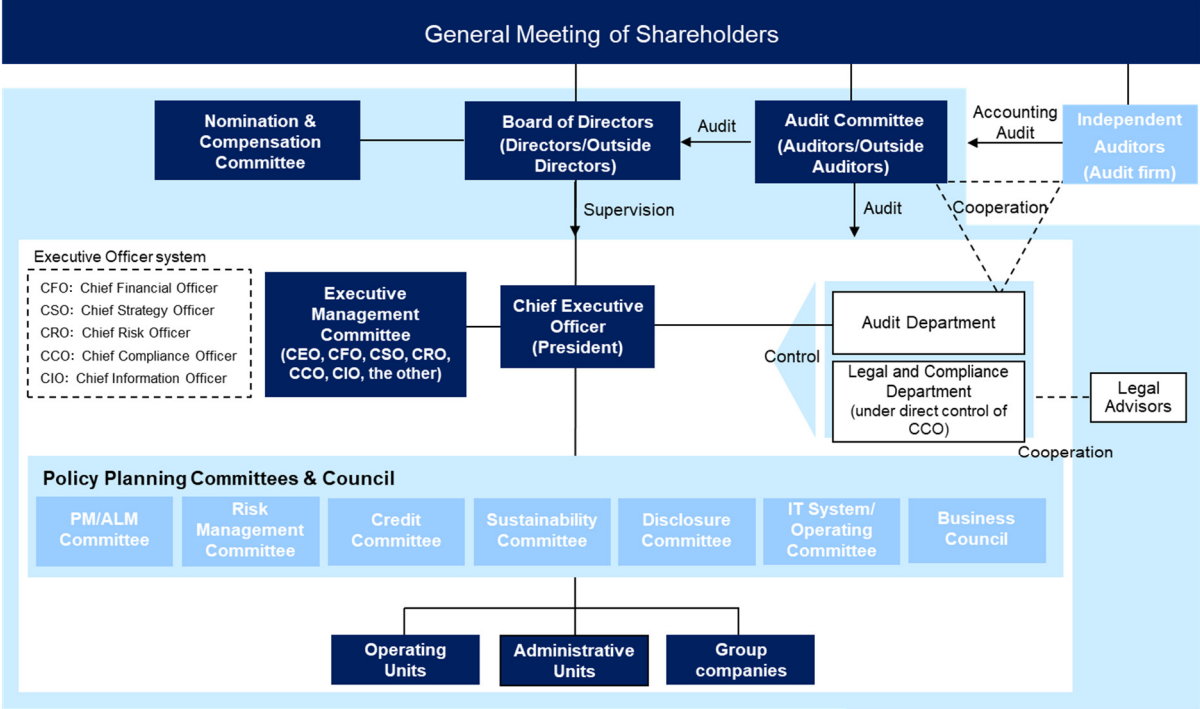 General Meeting of Shareholders
Nomination &
Compensation
Committee
Board of Directors
(Directors/Outside
Directors)
Audit
Audit Committee
(Auditors/Outside
Auditors)
Accounting
Audit
Independent
Auditors
(Audit firm)
Supervision
Audit
Cooperation
Executive Officer system
CFO: Chief Financial Officer
CSO: Chief Strategy Officer
CRO: Chief Risk Officer
CCO: Chief Compliance Officer
CIO: Chief Information Officer
Executive
Management
Committee
(CEO, CFO, CSO, CRO,
CCO, CIO, the other)
Chief Executive
Officer
(President)
Control
Audit Department
Legal and Compliance
Department
(under direct control of
CCO)
Legal
Advisors
Cooperation
Policy Planning Committees & Council
PM/ALM
Committee
Risk
Management
Committee
Credit
Committee
Sustainability
Committee
Disclosure
Committee
IT System/
Operating
Committee
Business
Council
Operating
Units
Administrative
Units
Group
companies